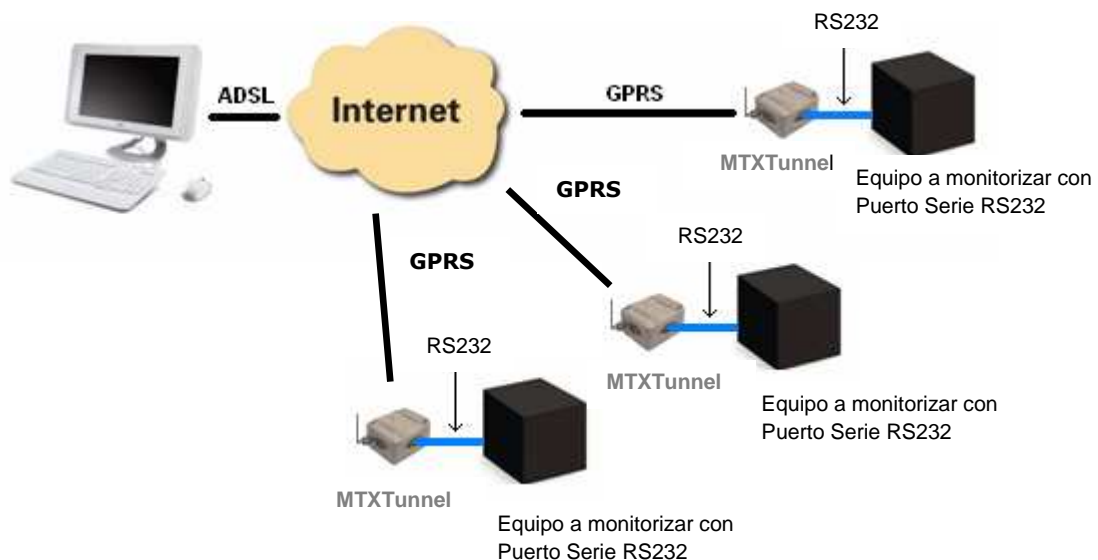 RS232
ADSL
Internet
GPRS
MTXTunnel
Equipo a monitorizar con
Puerto Serie RS232
GPRS
RS232
GPRS
MTXTunnel
Equipo a monitorizar con
Puerto Serie RS232
RS232
MTXTunnel
Equipo a monitorizar con
Puerto Serie RS232